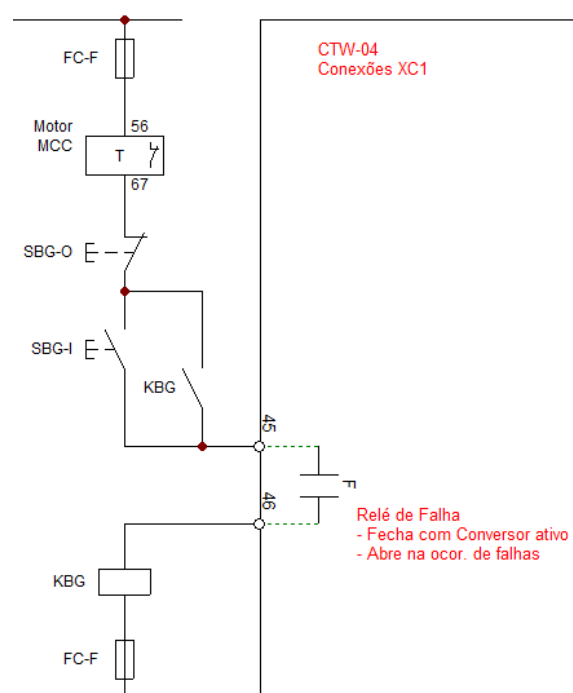 FC-F
CTW-04
Conexões XC1
Motor
MCC
56
T
67
SBG-O
SBG-I
KBG
45
F
46
Relé de Falha
- Fecha com Conversor ativo
- Abre na ocor. de falhas
KBG
FC-F